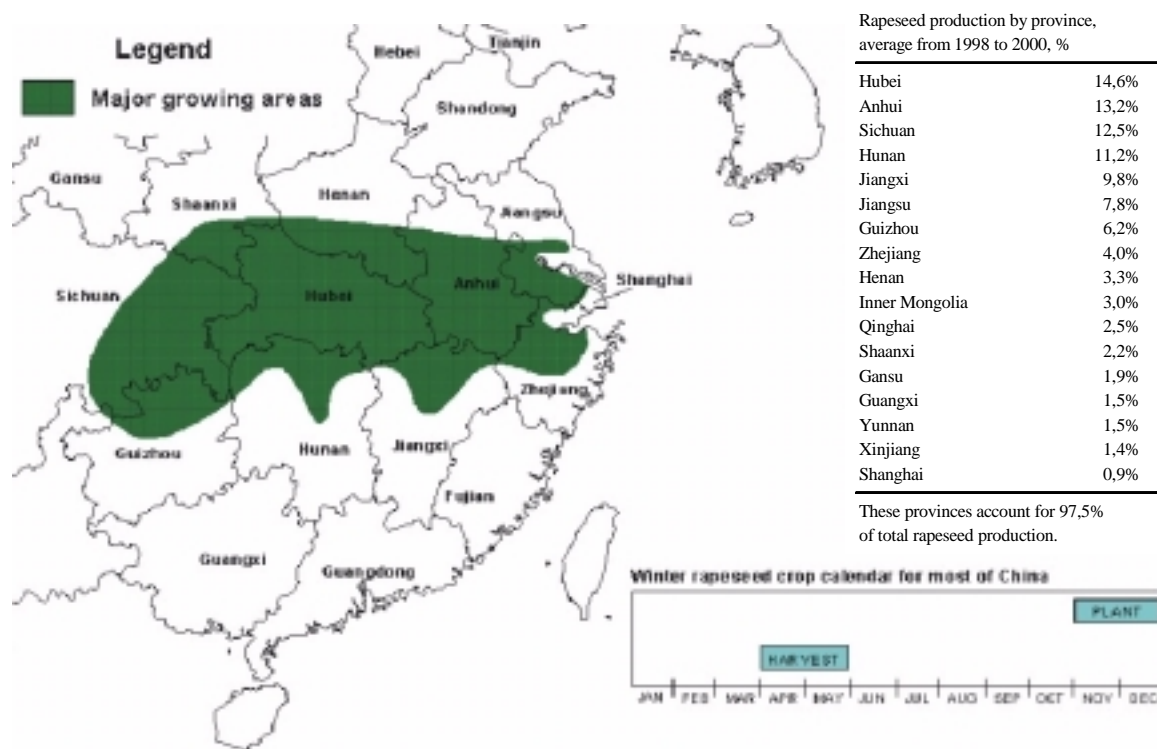 Legend
Major growing areas
Hebei
Tianjin
Shandong
Gansu
Shaanxi
Henan
Jiangsu
Sichuan
Hubei
Anhui
Shanghai
Zhejiang
Guizhou
Hunan
Jiangxi
Fujian
Guangxi
Guangdong
Rapeseed production by province,
average from 1998 to 2000, %
Hubei 14,6%
Anhui 13,2%
Sichuan 12,5%
Hunan 11,2%
Jiangxi 9,8%
Jiangsu 7,8%
Guizhou 6,2%
Zhejiang 4,0%
Henan 3,3%
Inner Mongolia 3,0%
Qinghai 2,5%
Shaanxi 2,2%
Gansu 1,9%
Guangxi 1,5%
Yunnan 1,5%
Xinjiang 1,4%
Shanghai 0,9%
These provinces account for 97,5%
of total rapeseed production.
Winter rapeseed crop calendar for most of China
PLANT
HARVEST
JAN FEB MAR APR MAY JUN JUL AUG SEP OKT NOV DEC